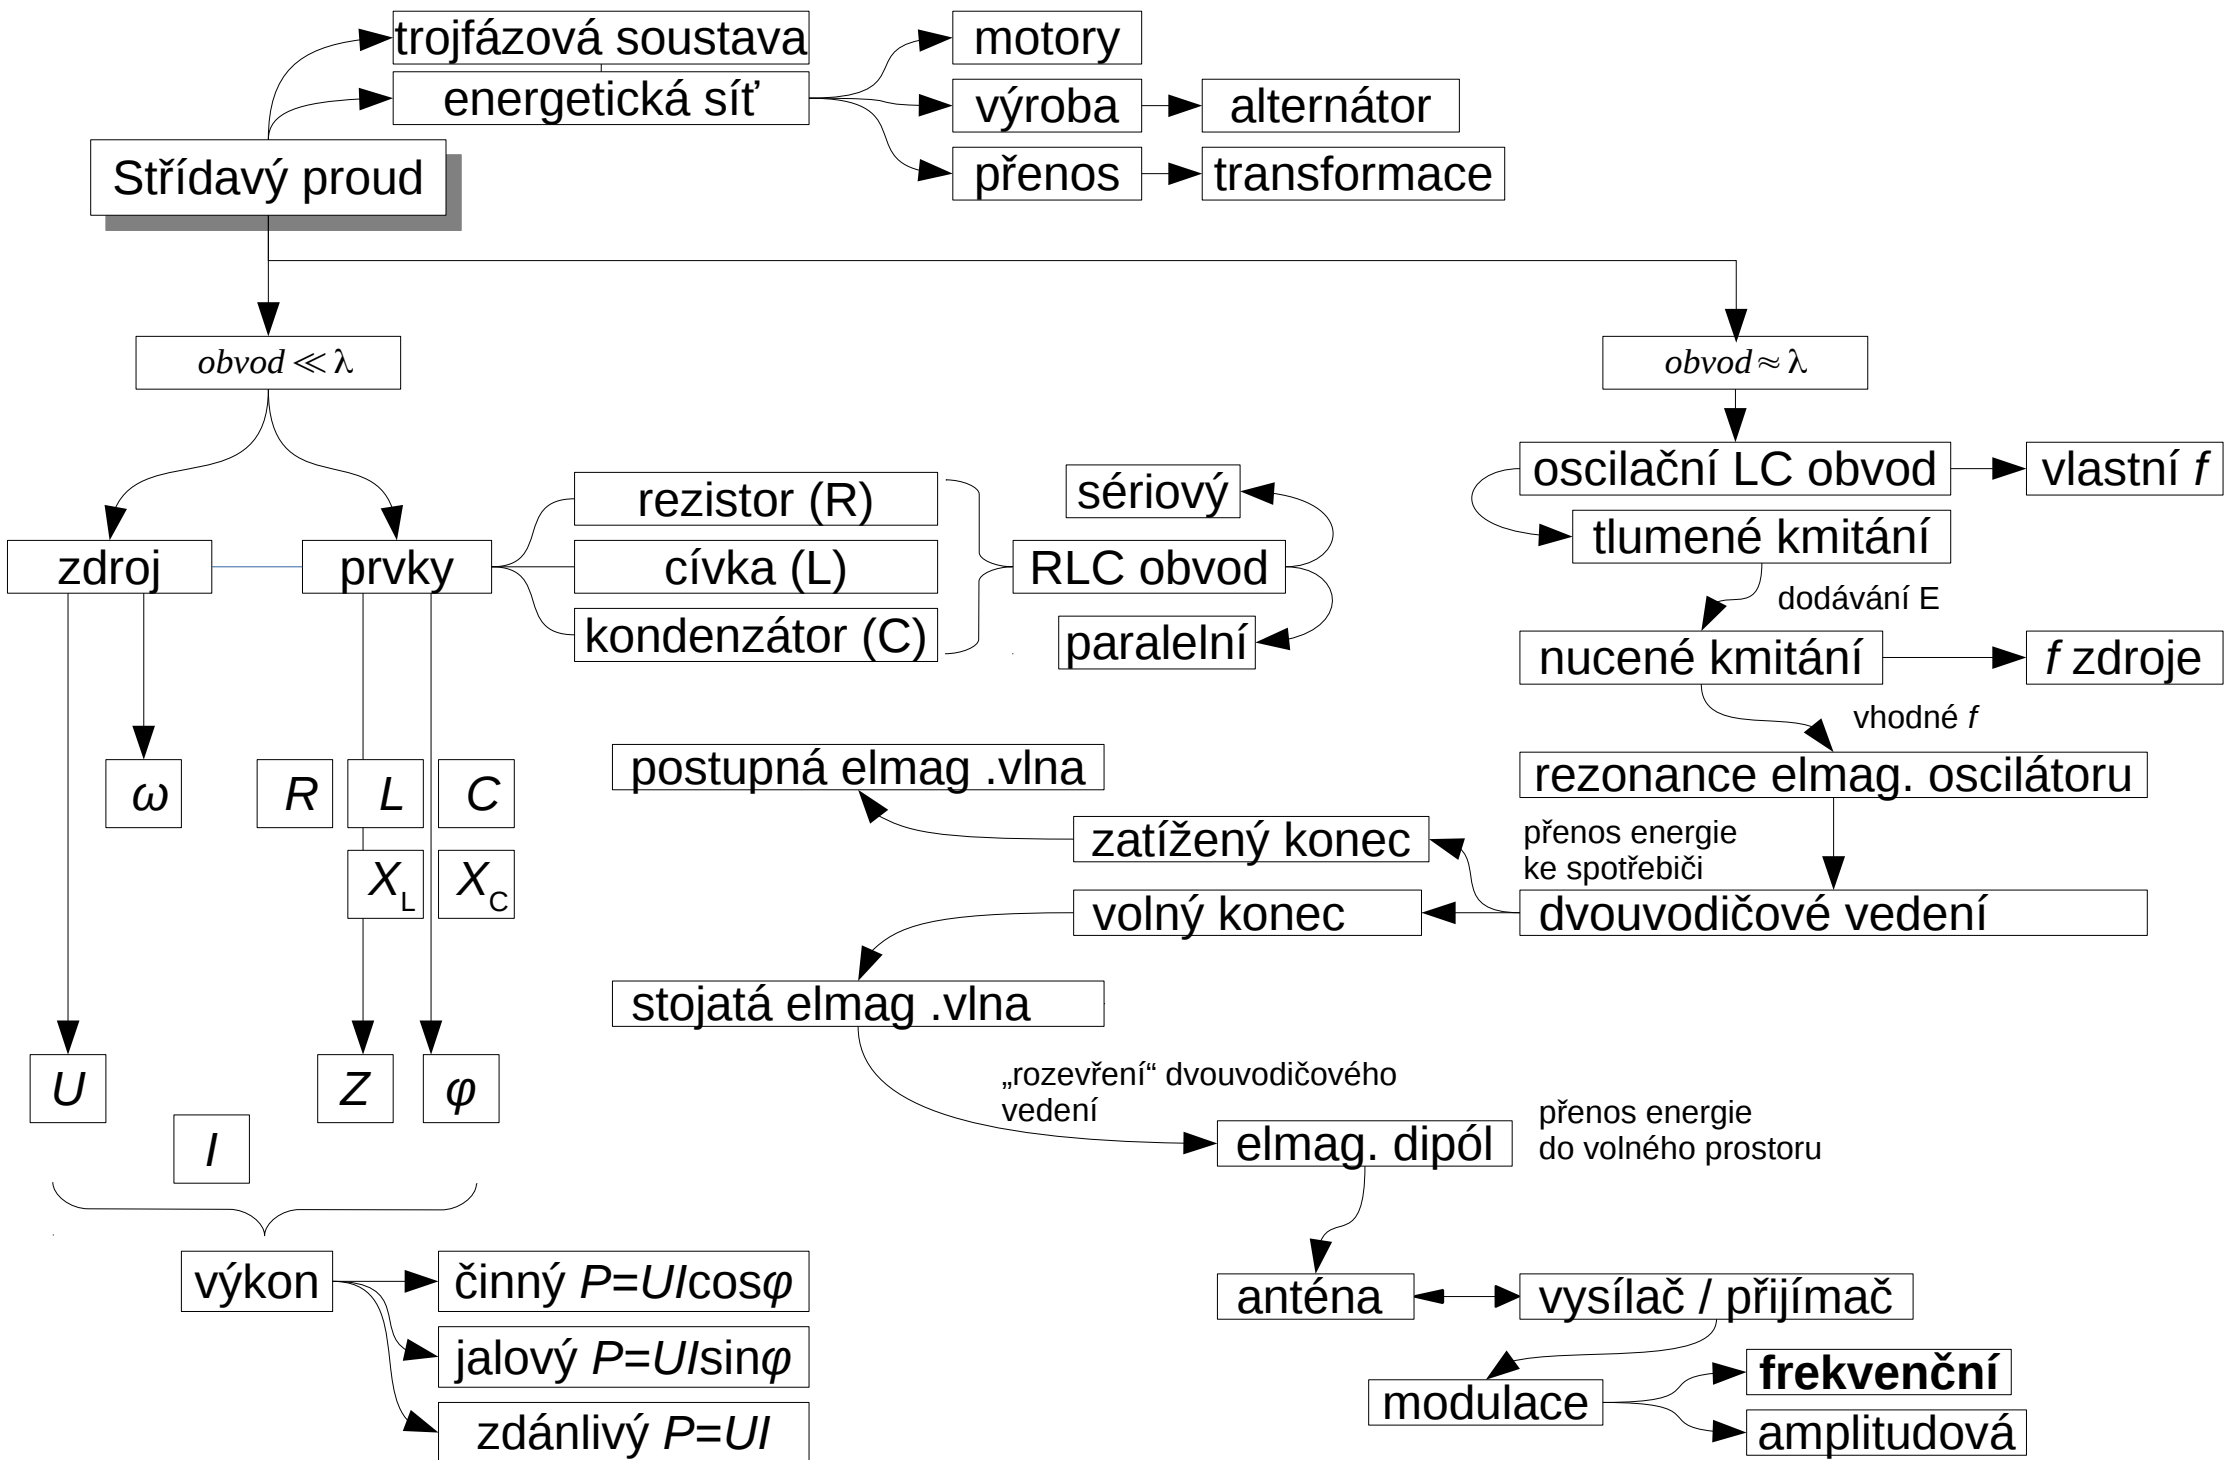 trojfázová soustava
energetická síť
motory
výroba
alternátor
přenos
transformace
Střídavý proud
obvod ≪ λ
obvod ≈ λ
zdroj
prvky
rezistor (R)
cívka (L)
kondenzátor (C)
RLC obvod
sériový
paralelní
ω
R
L
C
X_L
X_C
U
Z
φ
I
výkon
činný P=UIcosφ
jalový P=UIsinφ
zdánlivý P=UI
oscilační LC obvod
vlastní f
tlumené kmitání
dodávání E
nucené kmitání
f zdroje
vhodné f
rezonance elmag. oscilátoru
přenos energie
ke spotřebiči
dvouvodičové vedení
zatížený konec
postupná elmag .vlna
volný konec
stojatá elmag .vlna
„rozevření“ dvouvodičového
vedení
elmag. dipól
přenos energie
do volného prostoru
anténa
vysílač / přijímač
modulace
frekvenční
amplitudová